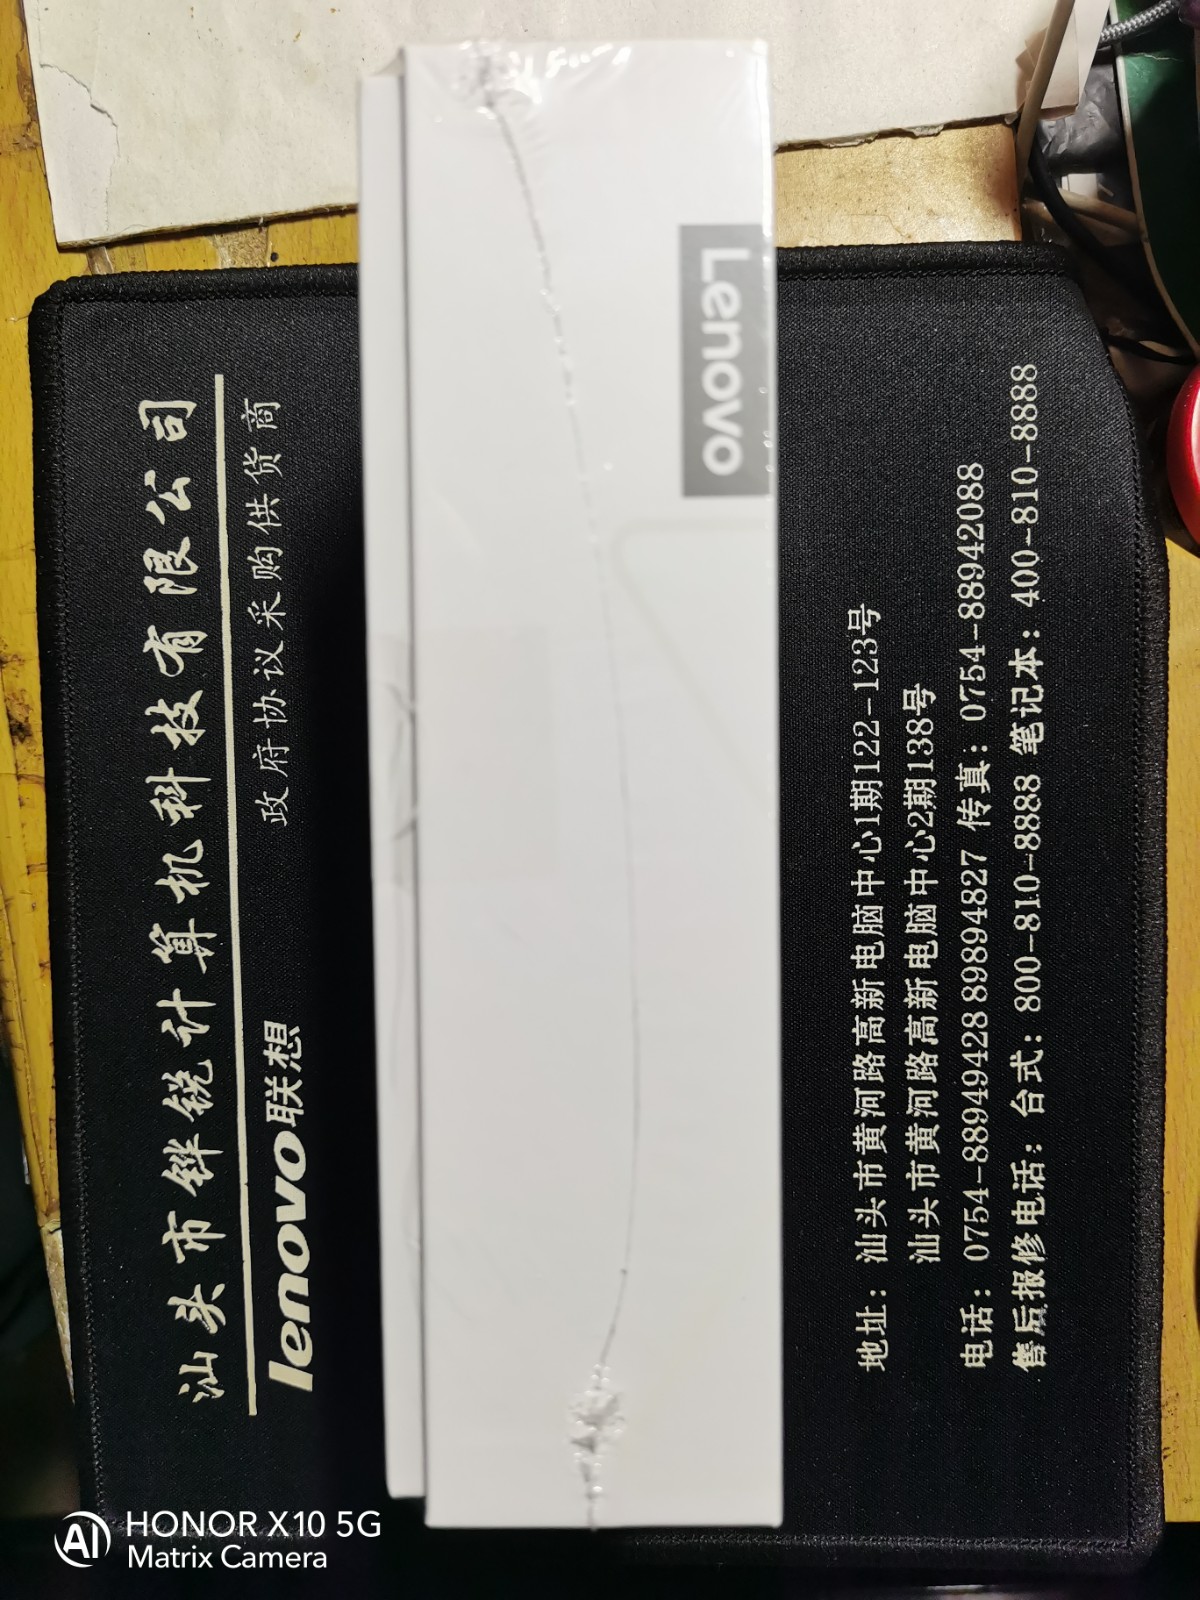 汕头市铧锐计算机科技有限公司
lenovo联想 政府协议采购供货商
Lenovo
地址：汕头市黄河路高新电脑中心1期122-123号
汕头市黄河路高新电脑中心2期138号
电话：0754-88949428 89894827 传真：0754-88942088
售后报修电话：台式：800-810-8888 笔记本：400-810-8888
AI HONOR X10 5G
Matrix Camera